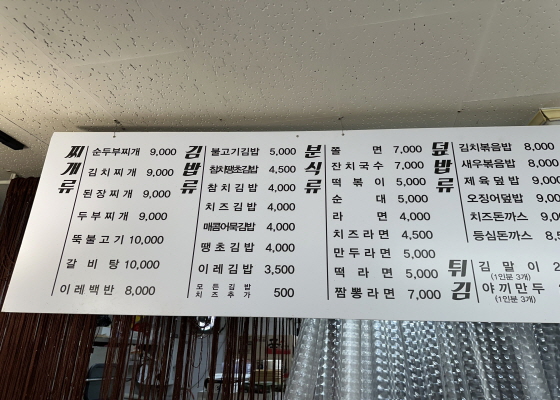 찌개류
순두부찌개 9,000
김치찌개 9,000
된장찌개 9,000
두부찌개 9,000
뚝불고기 10,000
갈비탕 10,000
이레백반 8,000
김밥류
불고기김밥 5,000
참치땡초김밥 4,500
참치김밥 4,000
치즈김밥 4,000
매콤어묵김밥 4,000
땡초김밥 4,000
이레김밥 3,500
모든김밥
치즈추가 500
분식류
쫄면 7,000
잔치국수 7,000
떡볶이 5,000
순대 5,000
라면 4,000
치즈라면 4,500
만두라면 5,000
떡라면 5,000
짬뽕라면 7,000
덮밥류
김치볶음밥 8,000
새우볶음밥 8,000
제육덮밥 9,000
오징어덮밥 9,00
치즈돈까스 9,0
등심돈까스 8,5
튀김
김말이 2
(1인분 3개)
야끼만두
(1인분 3개)